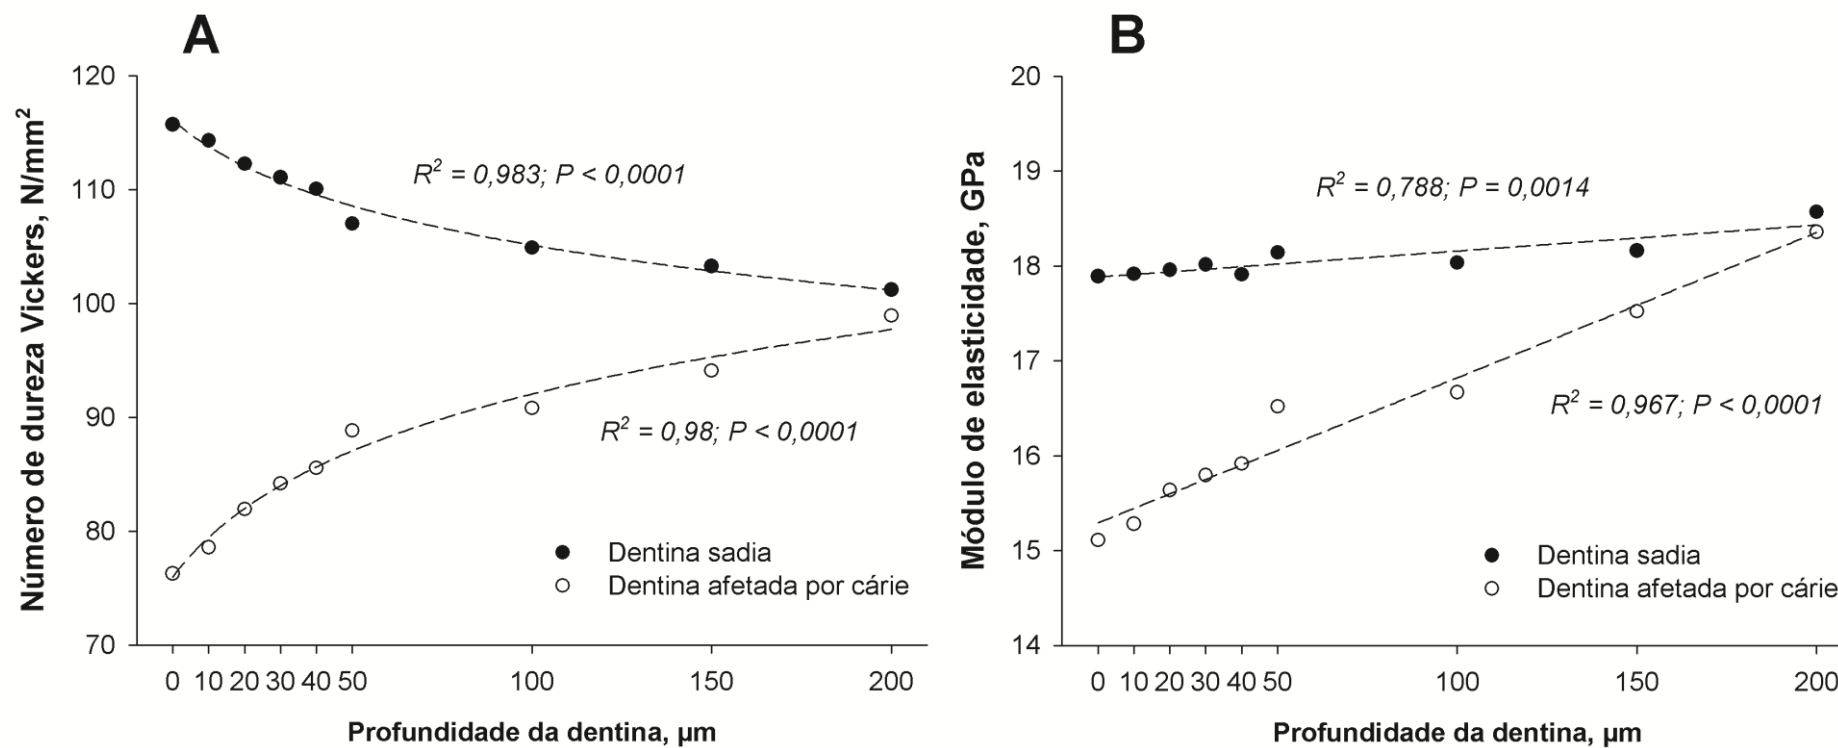 A
120
110
100
90
80
70
Número de dureza Vickers, N/mm²
R² = 0,983; P < 0,0001
R² = 0,98; P < 0,0001
Dentina sadia
Dentina afetada por cárie
0 10 20 30 40 50 100 150 200
Profundidade da dentina, µm
B
20
19
18
17
16
15
14
Módulo de elasticidade, GPa
R² = 0,788; P = 0,0014
R² = 0,967; P < 0,0001
Dentina sadia
Dentina afetada por cárie
0 10 20 30 40 50 100 150 200
Profundidade da dentina, µm